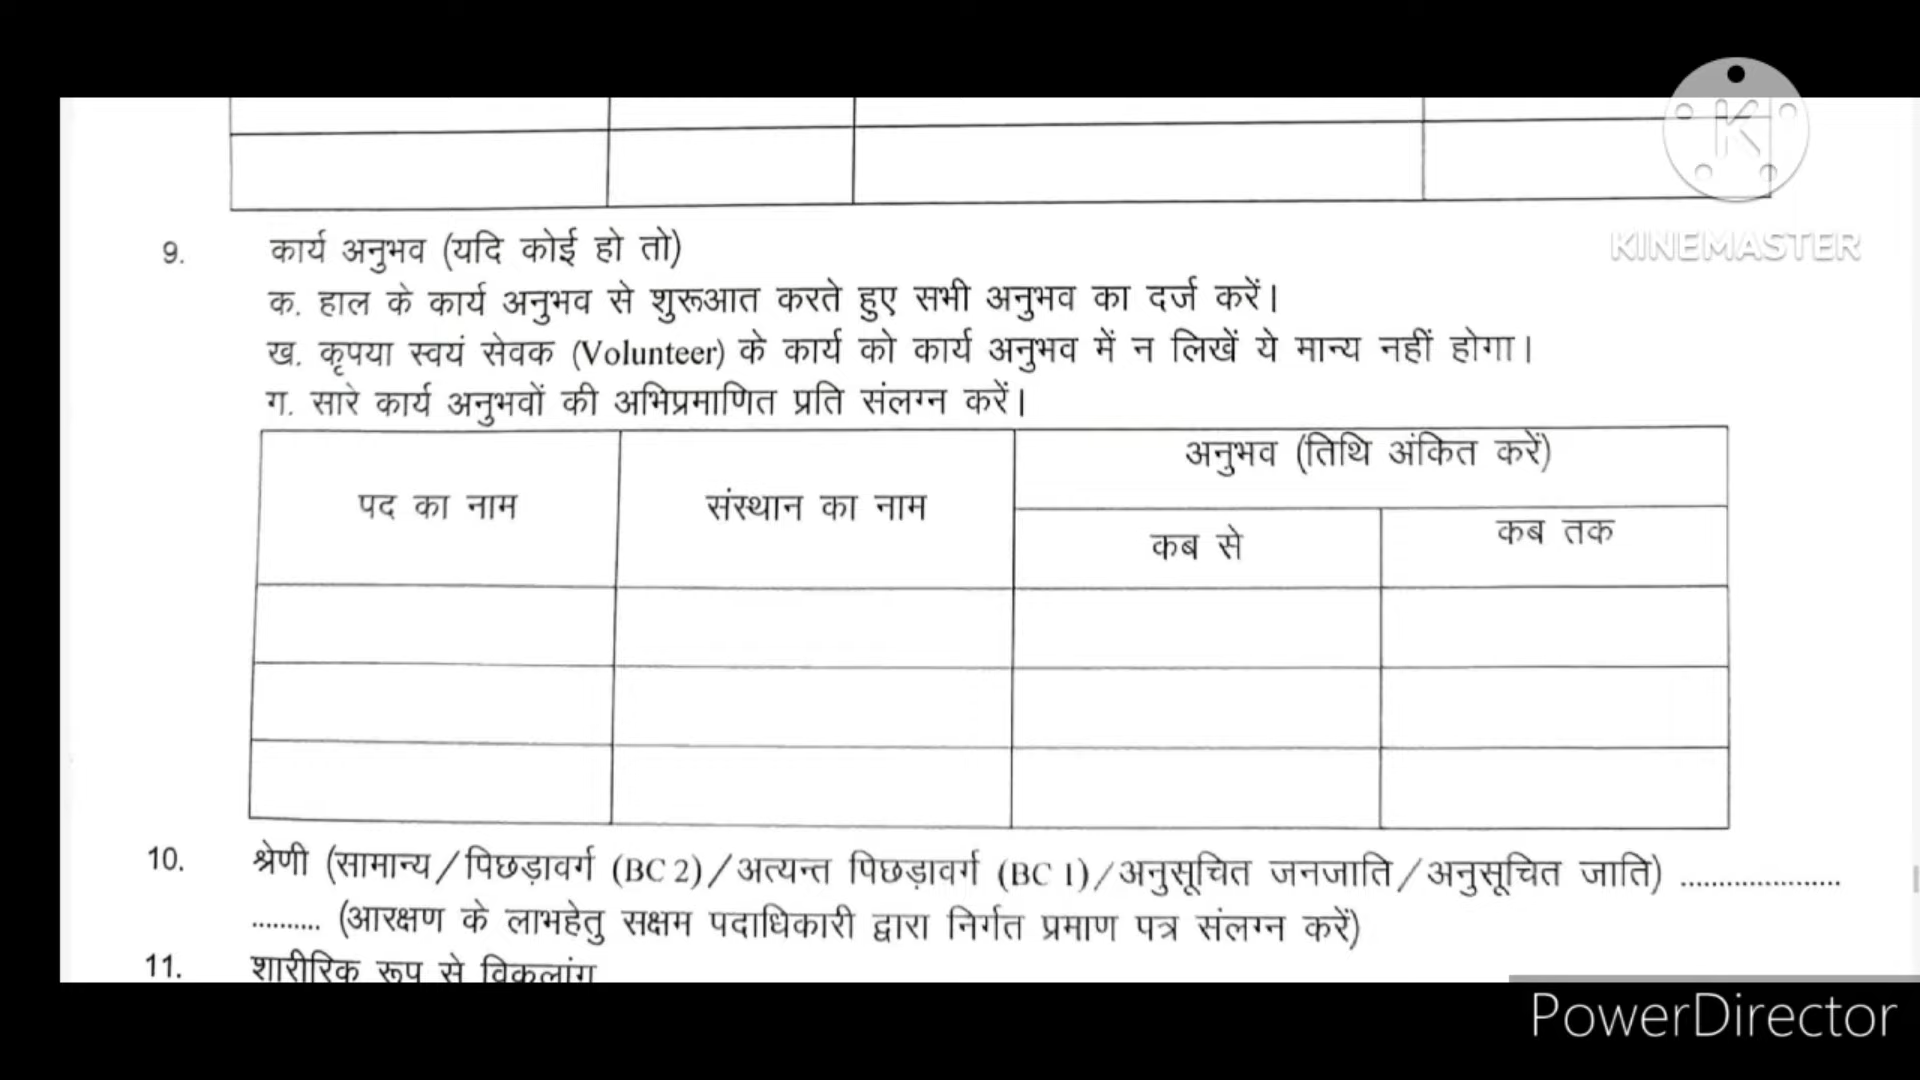 KINEMASTER
9. कार्य अनुभव (यदि कोई हो तो)
क. हाल के कार्य अनुभव से शुरूआत करते हुए सभी अनुभव का दर्ज करें।
ख. कृपया स्वयं सेवक (Volunteer) के कार्य को कार्य अनुभव में न लिखें ये मान्य नहीं होगा।
ग. सारे कार्य अनुभवों की अभिप्रमाणित प्रति संलग्न करें।
अनुभव (तिथि अंकित करें)
पद का नाम संस्थान का नाम
कब से कब तक
10. श्रेणी (सामान्य/पिछड़ावर्ग (BC 2)/अत्यन्त पिछड़ावर्ग (BC 1)/अनुसूचित जनजाति/अनुसूचित जाति) .....................
.......... (आरक्षण के लाभहेतु सक्षम पदाधिकारी द्वारा निर्गत प्रमाण पत्र संलग्न करें)
11. शारीरिक रूप से विकलांग
PowerDirector